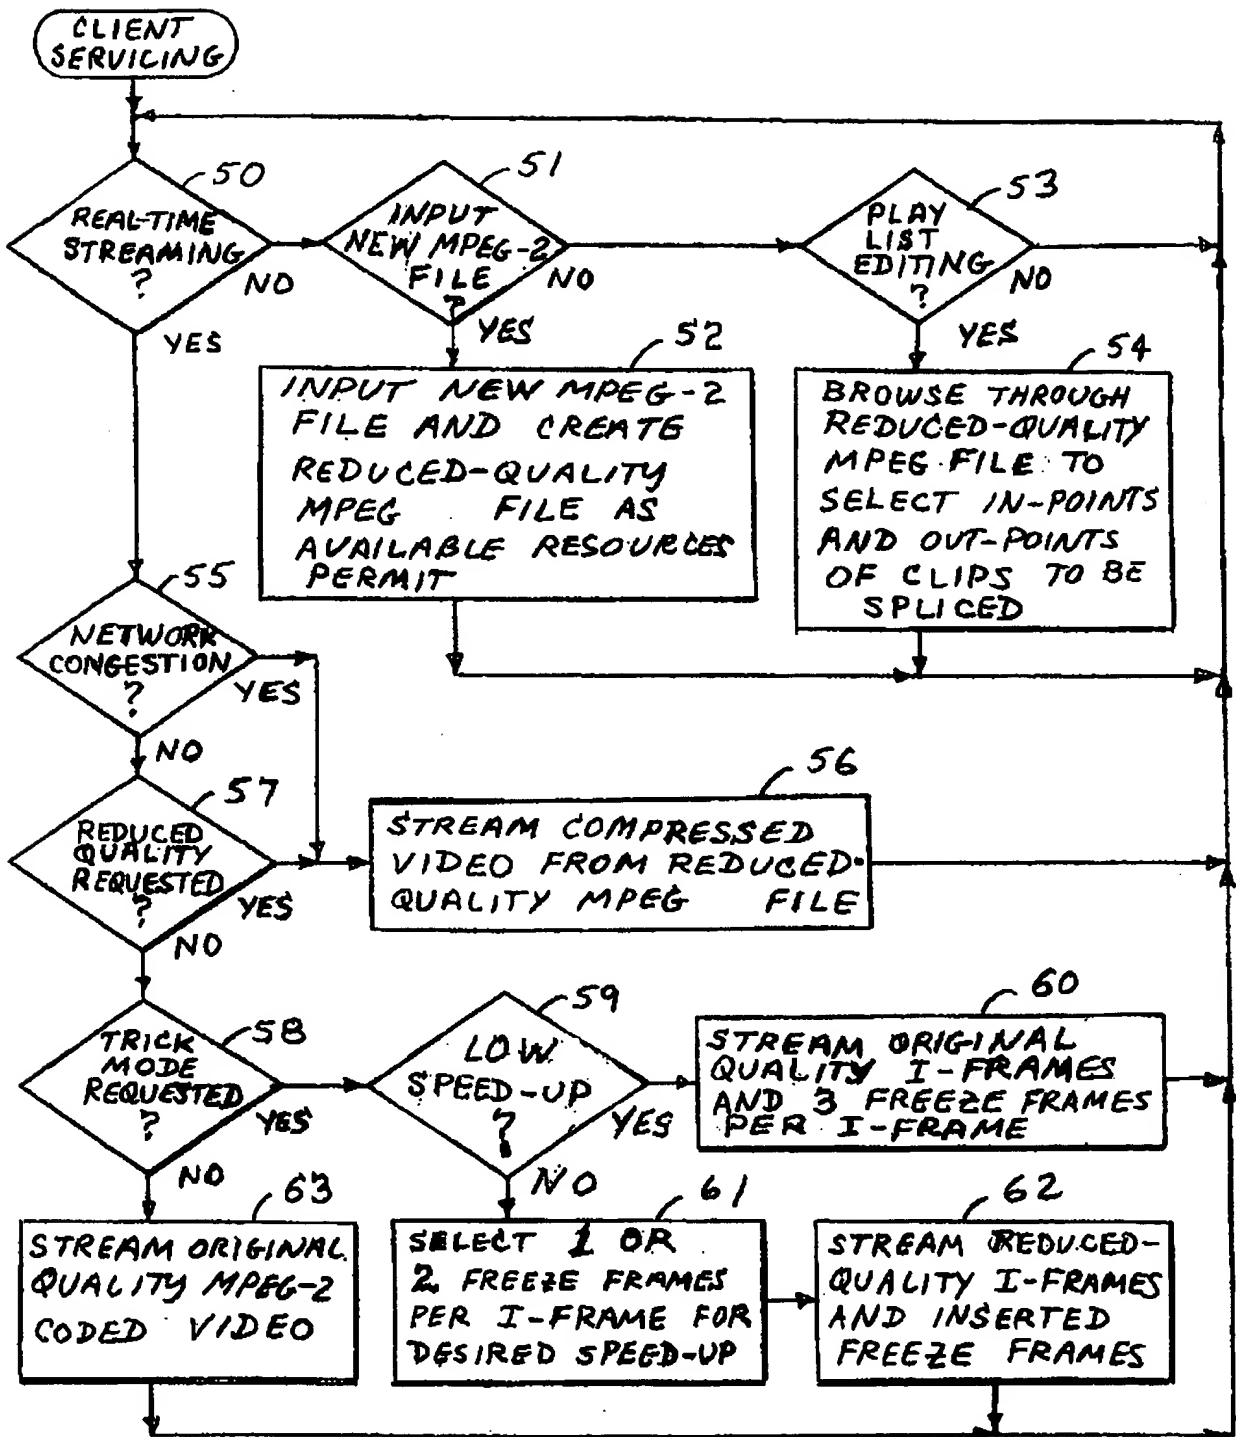 CLIENT
SERVICING
50
REAL-TIME
STREAMING
?
NO
YES
51
INPUT
NEW MPEG-2
FILE
?
NO
YES
53
PLAY
LIST
EDITING
?
NO
YES
52
INPUT NEW MPEG-2
FILE AND CREATE
REDUCED-QUALITY
MPEG FILE AS
AVAILABLE RESOURCES
PERMIT
54
BROWSE THROUGH
REDUCED-QUALITY
MPEG FILE TO
SELECT IN-POINTS
AND OUT-POINTS
OF CLIPS TO BE
SPLICED
55
NETWORK
CONGESTION
?
YES
NO
57
REDUCED
QUALITY
REQUESTED
?
YES
NO
56
STREAM COMPRESSED
VIDEO FROM REDUCED-
QUALITY MPEG FILE
58
TRICK
MODE
REQUESTED
?
YES
NO
59
LOW
SPEED-UP
?
YES
NO
60
STREAM ORIGINAL
QUALITY I-FRAMES
AND 3 FREEZE FRAMES
PER I-FRAME
63
STREAM ORIGINAL
QUALITY MPEG-2
CODED VIDEO
61
SELECT 1 OR
2 FREEZE FRAMES
PER I-FRAME FOR
DESIRED SPEED-UP
62
STREAM REDUCED-
QUALITY I-FRAMES
AND INSERTED
FREEZE FRAMES